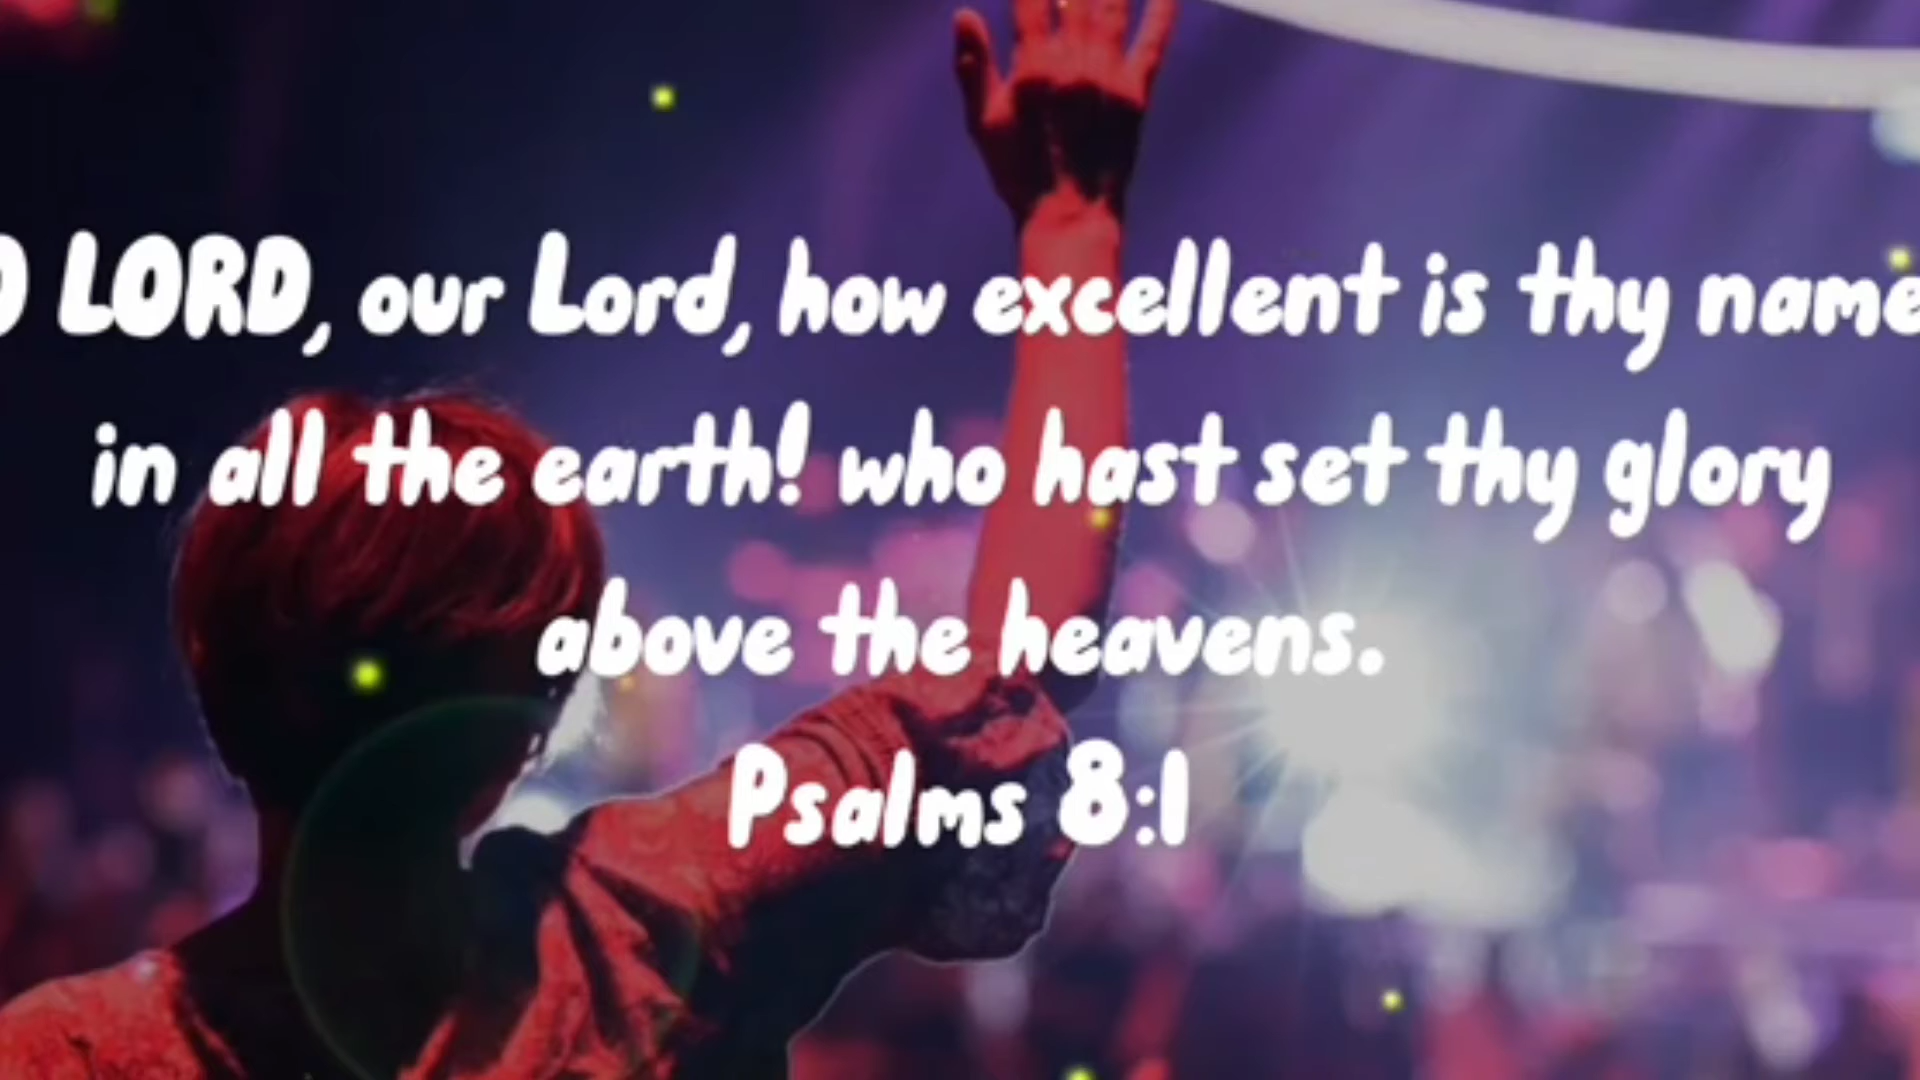 O LORD, our Lord, how excellent is thy name
in all the earth! who hast set thy glory
above the heavens.
Psalms 8:1